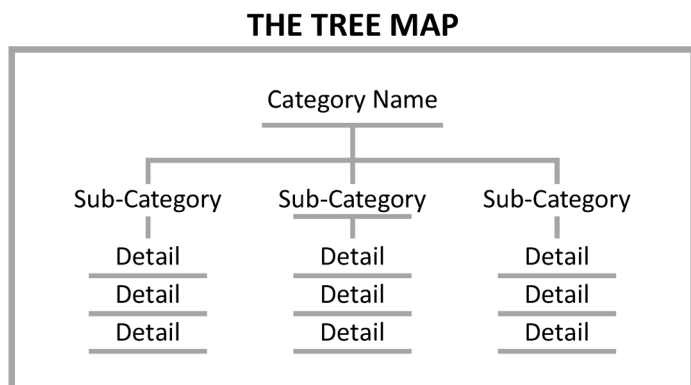 THE TREE MAP
Category Name
Sub-Category Sub-Category Sub-Category
Detail Detail Detail
Detail Detail Detail
Detail Detail Detail